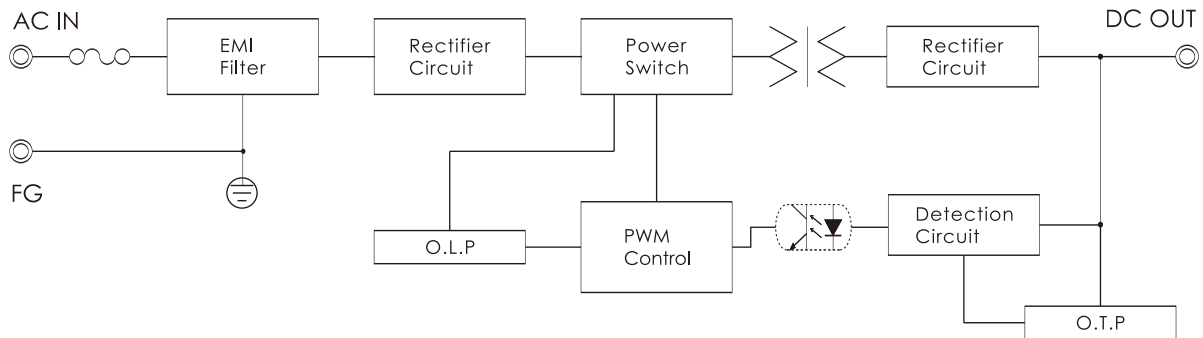 AC IN
EMI
Filter
Rectifier
Circuit
Power
Switch
Rectifier
Circuit
DC OUT
FG
O.L.P
PWM
Control
Detection
Circuit
O.T.P